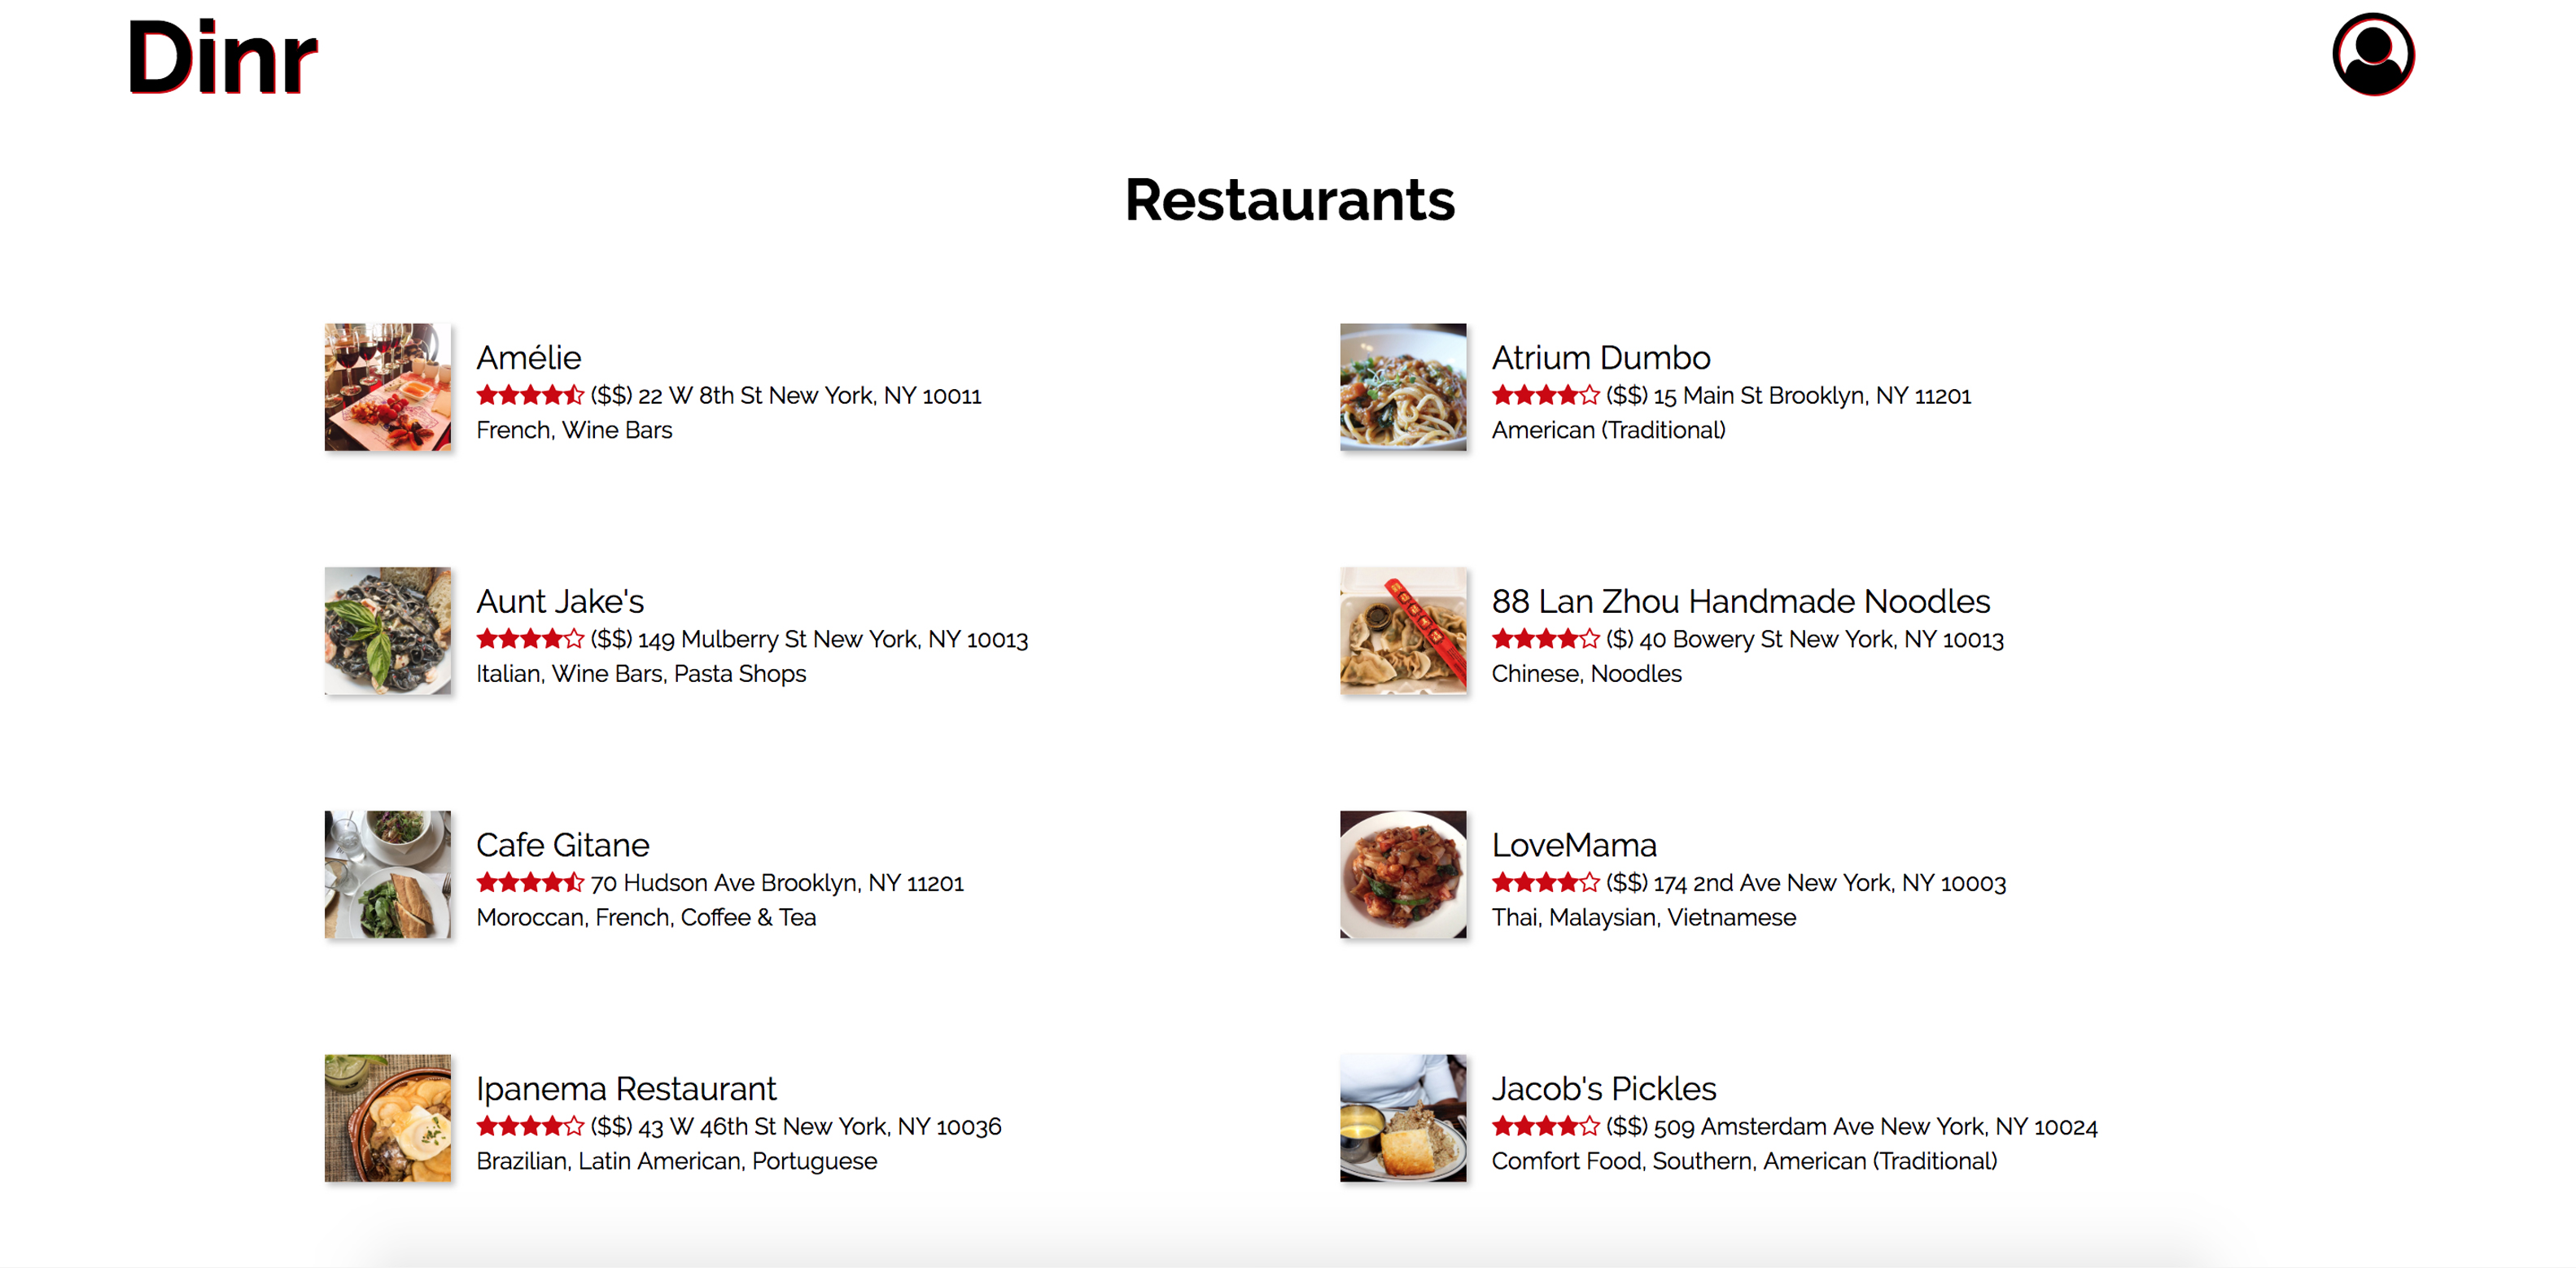 Dinr
Restaurants
Amélie
($$) 22 W 8th St New York, NY 10011
French, Wine Bars
Atrium Dumbo
($$) 15 Main St Brooklyn, NY 11201
American (Traditional)
Aunt Jake's
($$) 149 Mulberry St New York, NY 10013
Italian, Wine Bars, Pasta Shops
88 Lan Zhou Handmade Noodles
($) 40 Bowery St New York, NY 10013
Chinese, Noodles
Cafe Gitane
70 Hudson Ave Brooklyn, NY 11201
Moroccan, French, Coffee & Tea
LoveMama
($$) 174 2nd Ave New York, NY 10003
Thai, Malaysian, Vietnamese
Ipanema Restaurant
($$) 43 W 46th St New York, NY 10036
Brazilian, Latin American, Portuguese
Jacob's Pickles
($$) 509 Amsterdam Ave New York, NY 10024
Comfort Food, Southern, American (Traditional)